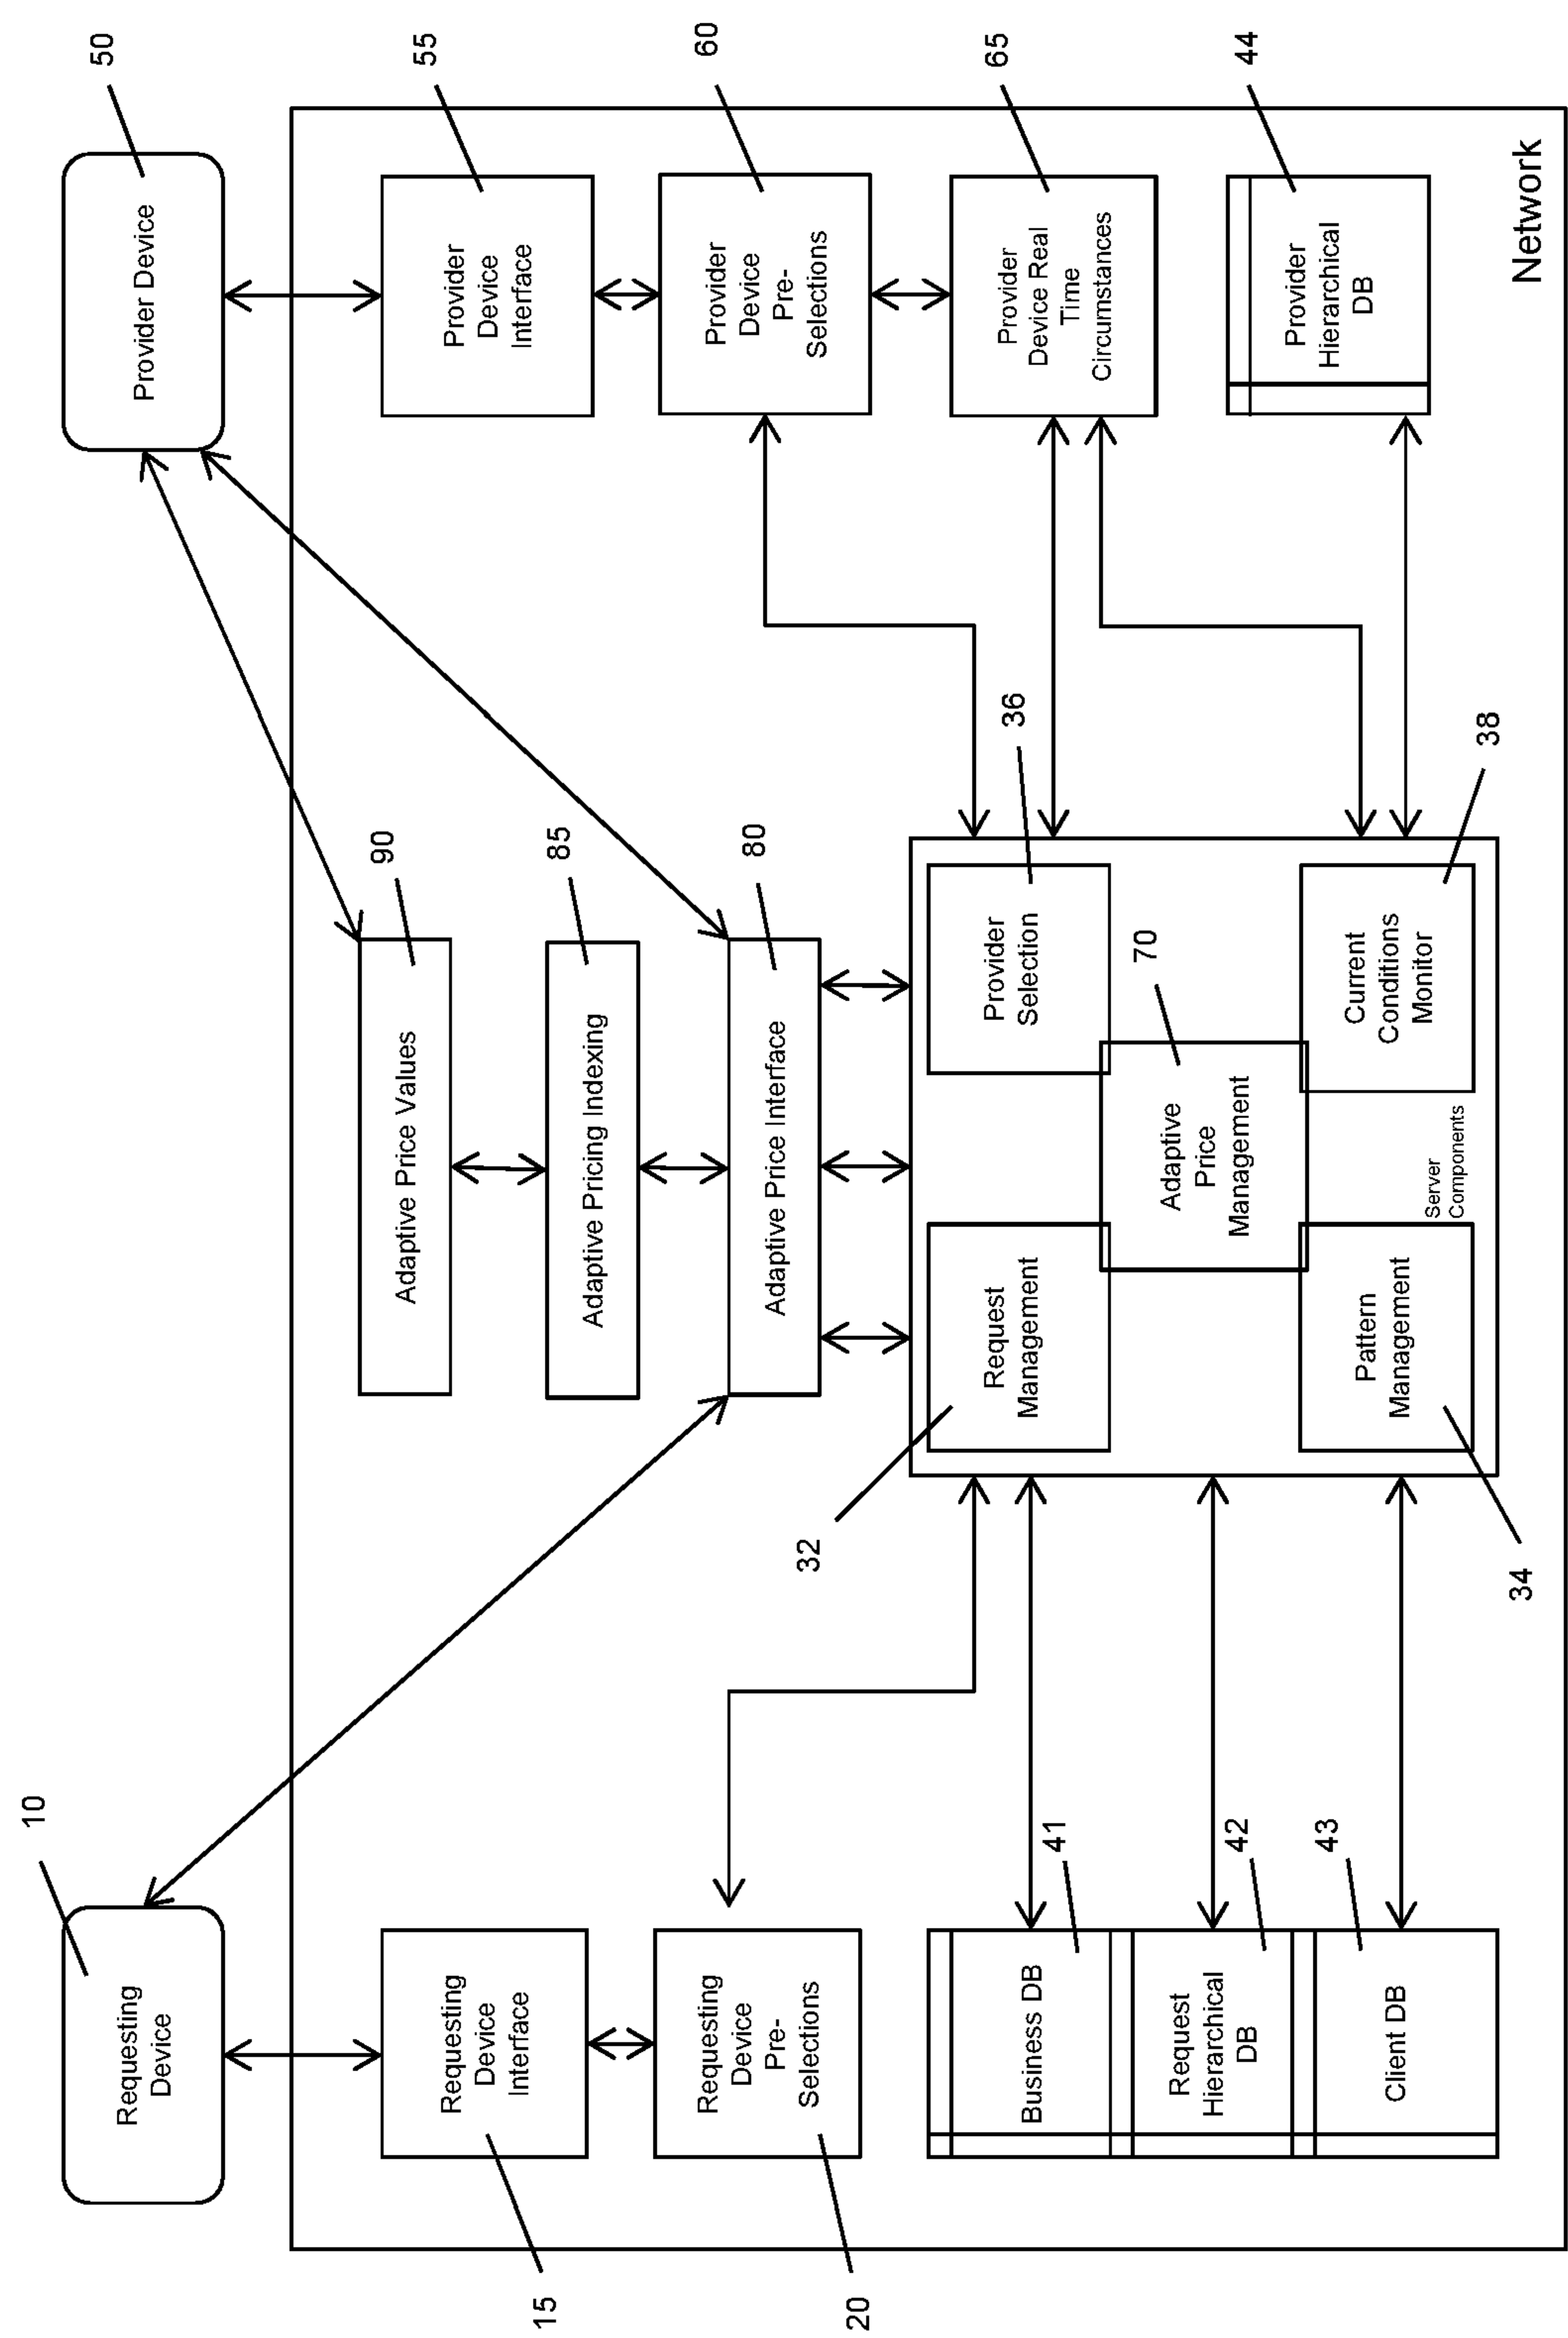 10
50
Requesting
Device
Provider Device
15
Requesting
Device
Interface
90
Adaptive Price Values
Provider
Device
Interface
55
85
Adaptive Pricing Indexing
20
Requesting
Device
Pre-
Selections
80
Adaptive Price Interface
Provider
Device
Pre-
Selections
60
32
Request
Management
Provider
Selection
36
Provider
Device Real
Time
Circumstances
65
Business DB
41
70
Adaptive
Price
Management
Request
Hierarchical
DB
42
Client DB
43
Pattern
Management
34
Server
Components
Current
Conditions
Monitor
38
Provider
Hierarchical
DB
44
Network